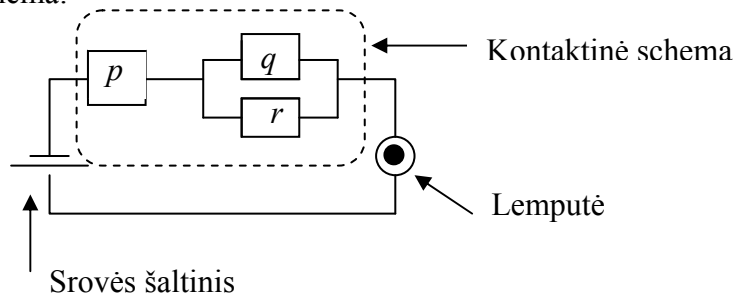 p
q
r
Kontaktinė schema
Lemputė
Srovės šaltinis